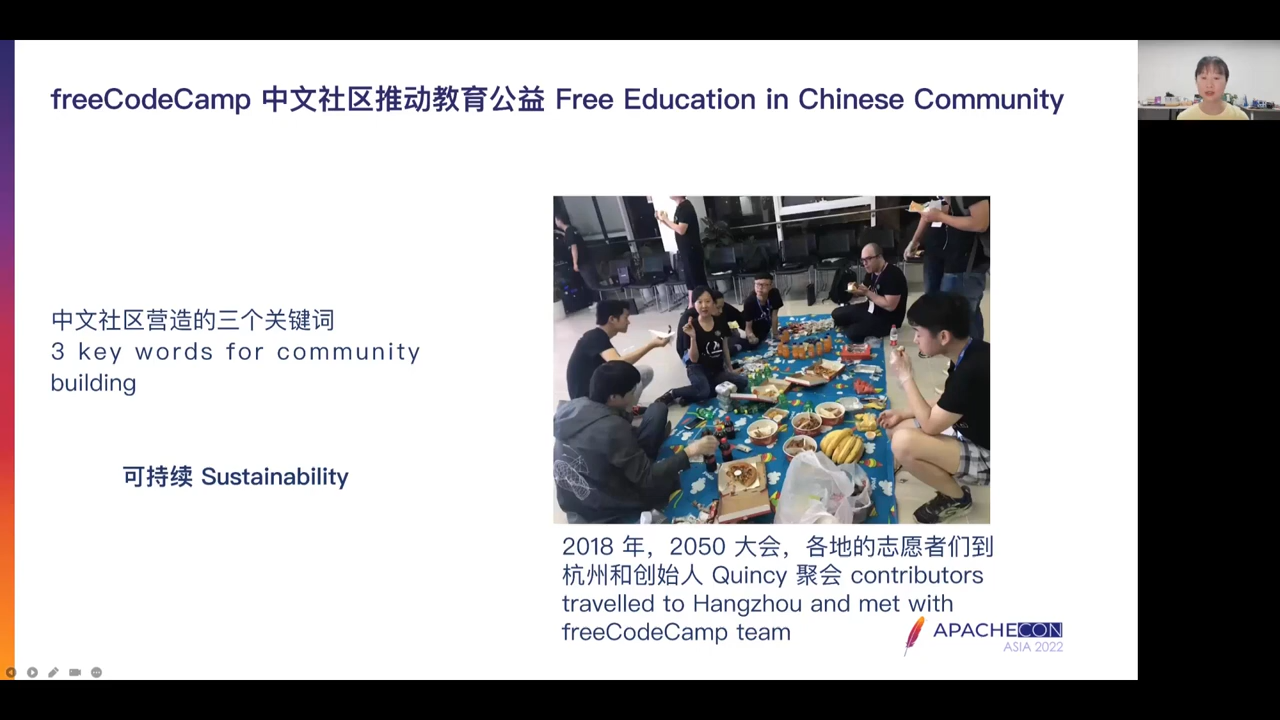 freeCodeCamp 中文社区推动教育公益 Free Education in Chinese Community
中文社区营造的三个关键词
3 key words for community
building
可持续 Sustainability
2018 年，2050 大会，各地的志愿者们到
杭州和创始人 Quincy 聚会 contributors
travelled to Hangzhou and met with
freeCodeCamp team
APACHECON
ASIA 2022